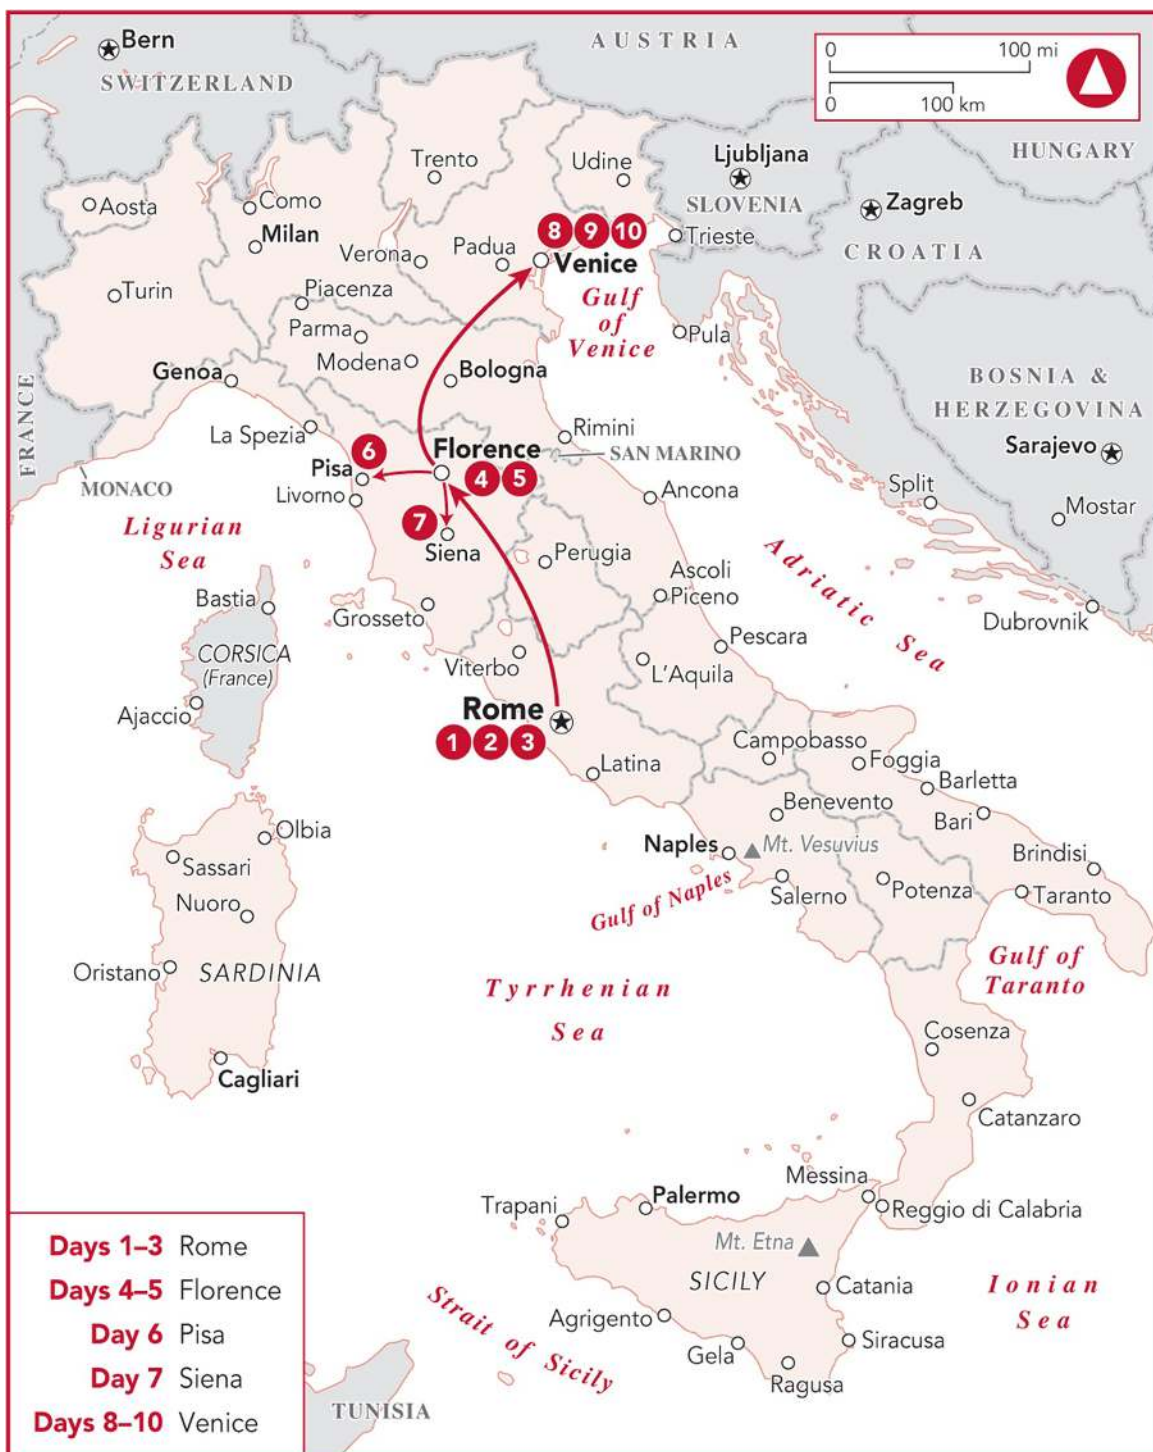 Bern
SWITZERLAND
AUSTRIA
0 100 mi
0 100 km
HUNGARY
Trento
Udine
Ljubljana
SLOVENIA
Zagreb
CROATIA
Aosta
Como
Milan
Verona
Padua
8 9 10
Venice
Trieste
Turin
Piacenza
Gulf
of
Venice
Parma
Modena
Pula
Genoa
Bologna
BOSNIA &
HERZEGOVINA
FRANCE
La Spezia
Rimini
Sarajevo
MONACO
Pisa
6
Florence
4 5
SAN MARINO
Livorno
Ancona
Split
Mostar
Ligurian
Sea
7
Siena
Perugia
Ascoli
Piceno
Adriatic Sea
Bastia
Grosseto
Dubrovnik
CORSICA
(France)
Viterbo
L'Aquila
Pescara
Ajaccio
Rome
1 2 3
Latina
Campobasso
Foggia
Barletta
Benevento
Bari
Olbia
Sassari
Naples
Mt. Vesuvius
Brindisi
Nuoro
Gulf of Naples
Salerno
Potenza
Taranto
Oristano
SARDINIA
Tyrrhenian
Sea
Gulf of
Taranto
Cosenza
Cagliari
Catanzaro
Messina
Trapani
Palermo
Reggio di Calabria
Mt. Etna
SICILY
Catania
Ionian
Sea
Strait of Sicily
Agrigento
Gela
Siracusa
Ragusa
TUNISIA
Days 1–3 Rome
Days 4–5 Florence
Day 6 Pisa
Day 7 Siena
Days 8–10 Venice